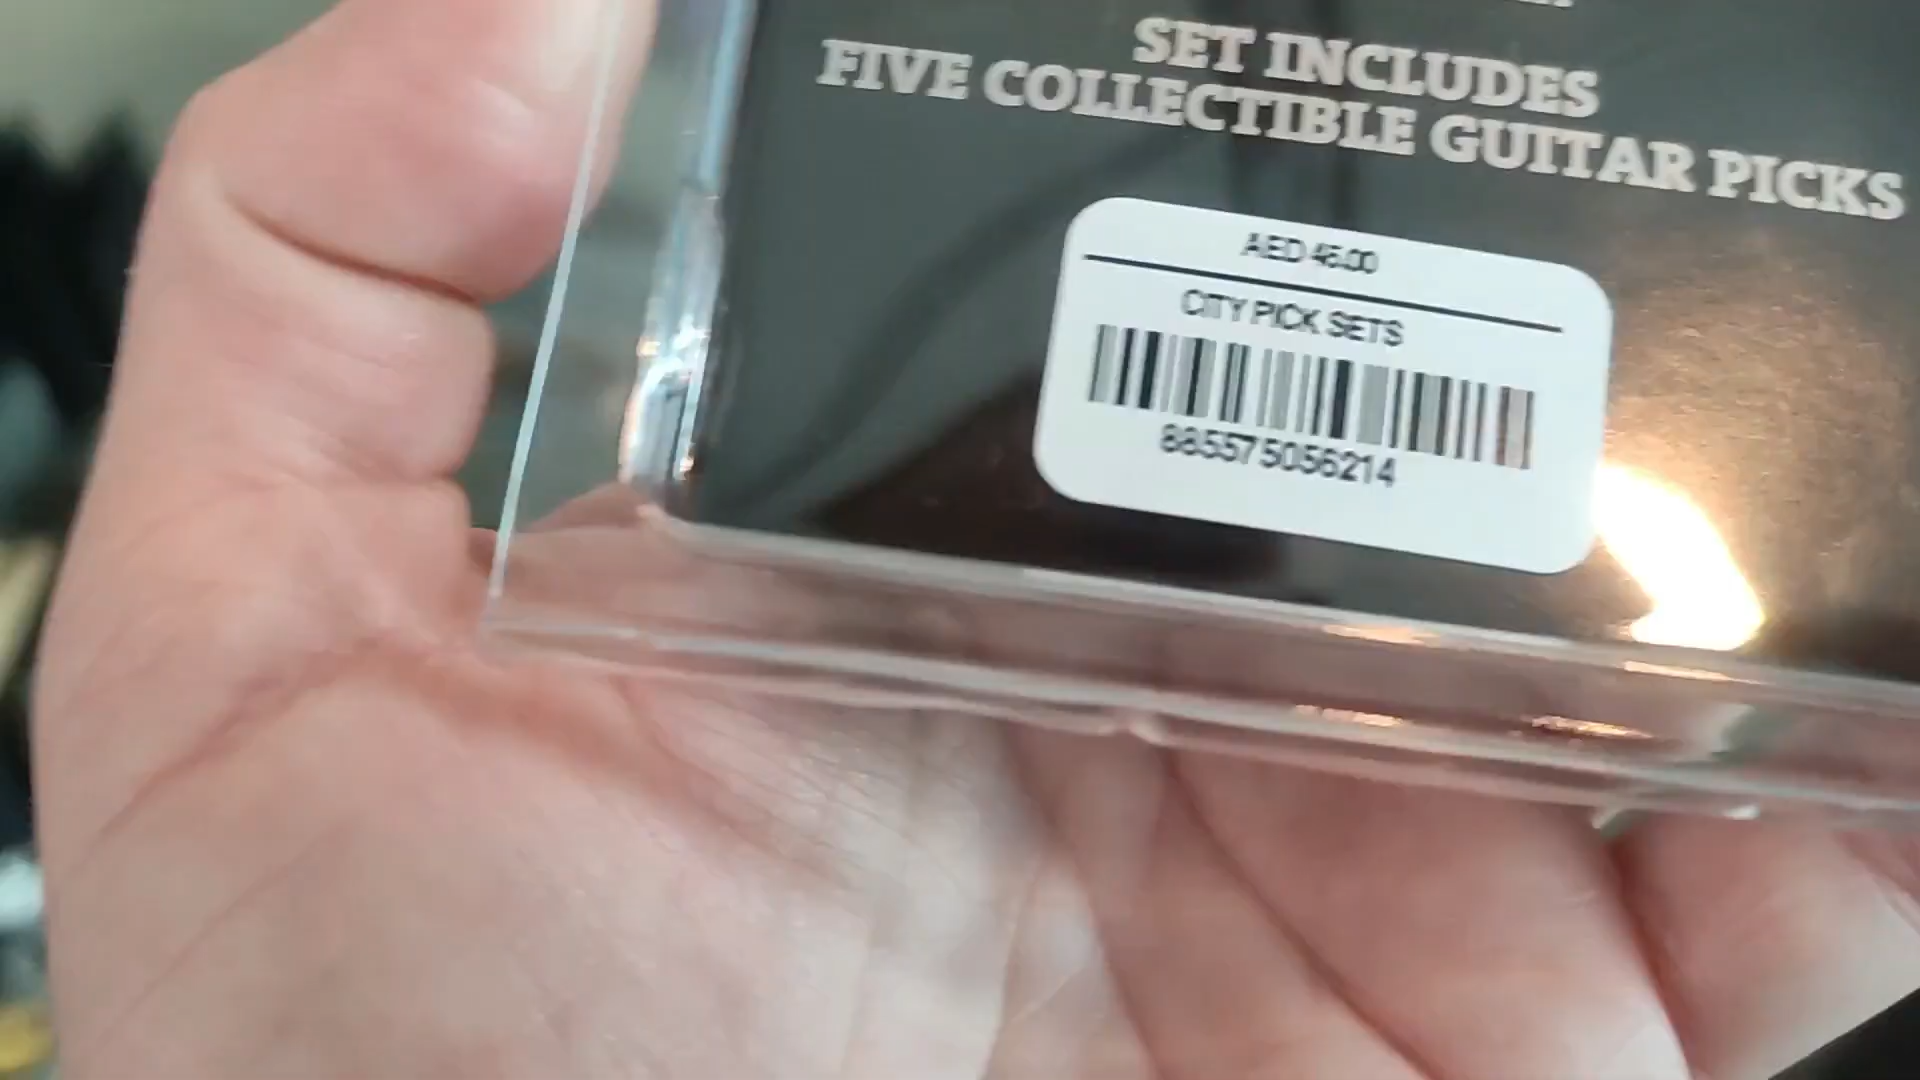 SET INCLUDES
FIVE COLLECTIBLE GUITAR PICKS
AED 45.00
CITY PICK SETS
885575056214